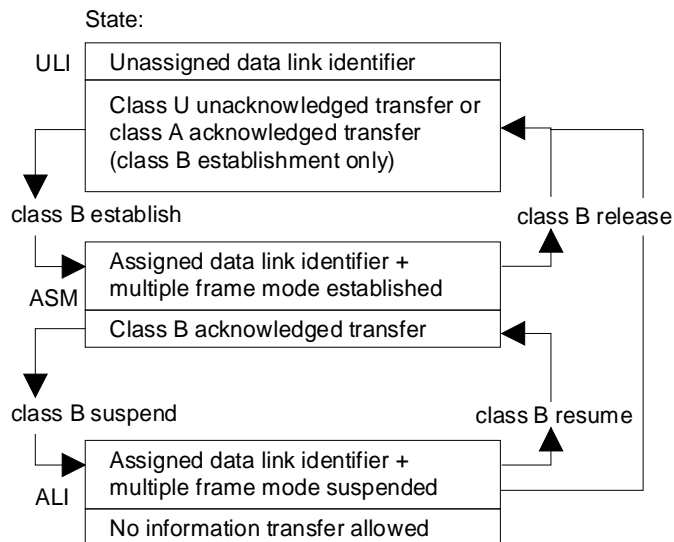 State:
ULI
Unassigned data link identifier
Class U unacknowledged transfer or
class A acknowledged transfer
(class B establishment only)
class B establish
class B release
Assigned data link identifier +
multiple frame mode established
ASM
Class B acknowledged transfer
class B suspend
class B resume
Assigned data link identifier +
multiple frame mode suspended
ALI
No information transfer allowed